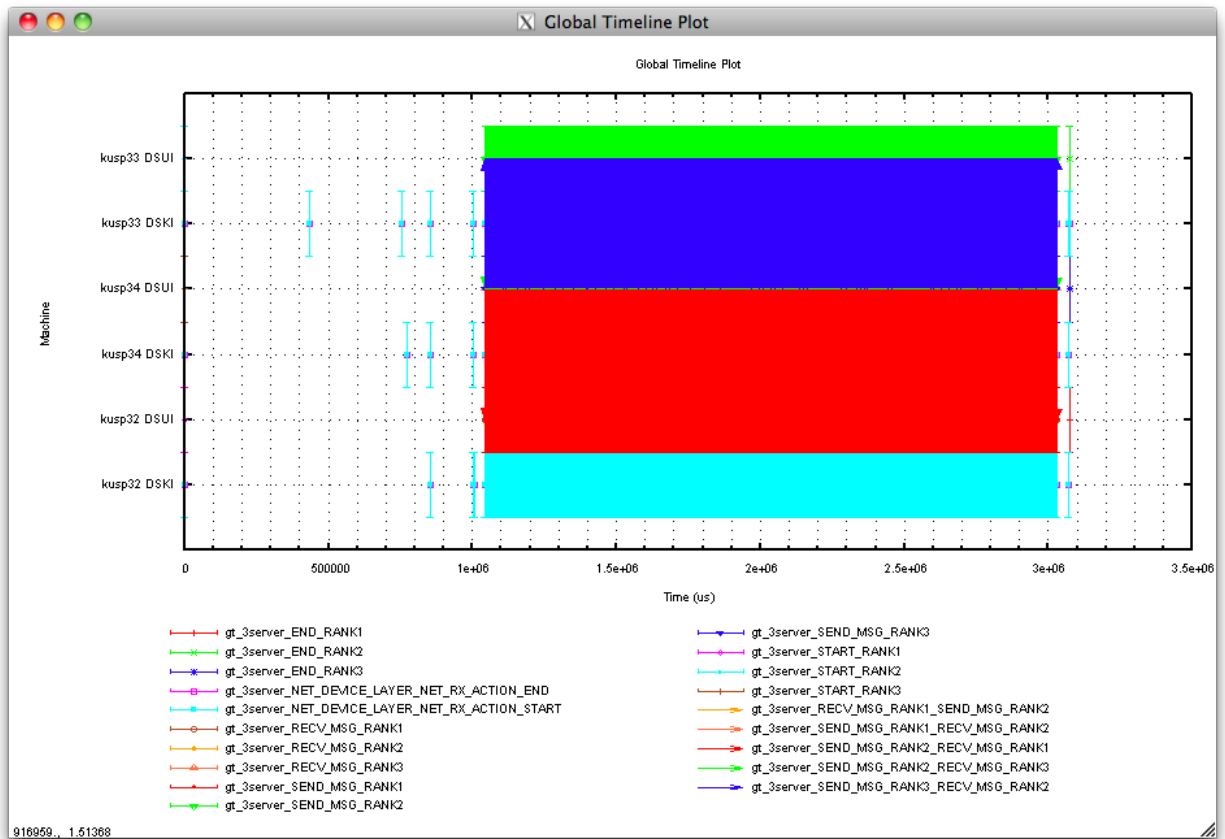 Global Timeline Plot
Global Timeline Plot
kusp33 DSUI
kusp33 DSKI
kusp34 DSUI
kusp34 DSKI
kusp32 DSUI
kusp32 DSKI
Machine
0 500000 1e+06 1.5e+06 2e+06 2.5e+06 3e+06 3.5e+06
Time (us)
gt_3server_END_RANK1
gt_3server_END_RANK2
gt_3server_END_RANK3
gt_3server_NET_DEVICE_LAYER_NET_RX_ACTION_END
gt_3server_NET_DEVICE_LAYER_NET_RX_ACTION_START
gt_3server_RECV_MSG_RANK1
gt_3server_RECV_MSG_RANK2
gt_3server_RECV_MSG_RANK3
gt_3server_SEND_MSG_RANK1
gt_3server_SEND_MSG_RANK2
gt_3server_SEND_MSG_RANK3
gt_3server_START_RANK1
gt_3server_START_RANK2
gt_3server_START_RANK3
gt_3server_RECV_MSG_RANK1_SEND_MSG_RANK2
gt_3server_SEND_MSG_RANK1_RECV_MSG_RANK2
gt_3server_SEND_MSG_RANK2_RECV_MSG_RANK1
gt_3server_SEND_MSG_RANK2_RECV_MSG_RANK3
gt_3server_SEND_MSG_RANK3_RECV_MSG_RANK2
916959., 1.51368